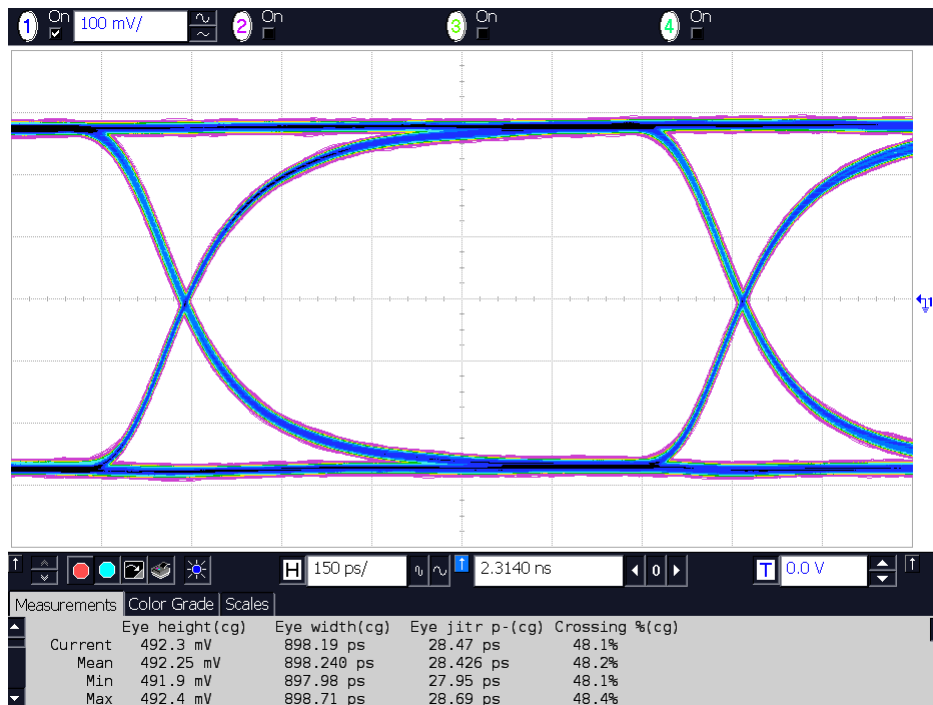 1 On 100 mV/ 2 On 3 On 4 On
1
H 150 ps/ 2.3140 ns 0 T 0.0 V
Measurements Color Grade Scales
Eye height(cg) Eye width(cg) Eye jitr p-(cg) Crossing %(cg)
Current 492.3 mV 898.19 ps 28.47 ps 48.1%
Mean 492.25 mV 898.240 ps 28.426 ps 48.2%
Min 491.9 mV 897.98 ps 27.95 ps 48.1%
Max 492.4 mV 898.71 ps 28.69 ps 48.4%